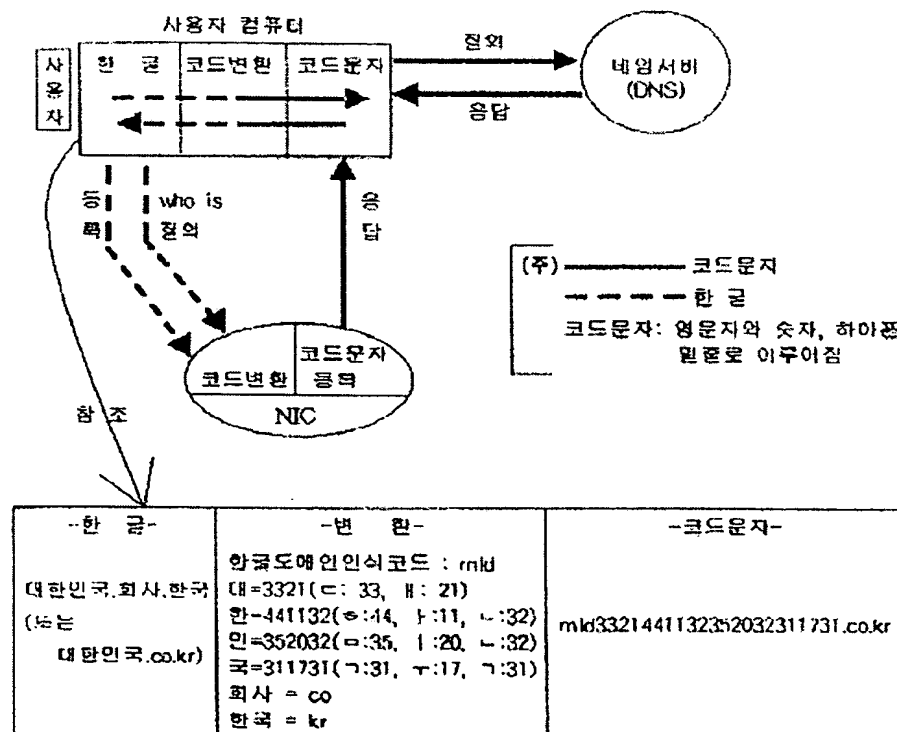 사용자 컴퓨터
사용자
한 글 코드변환 코드문자
질의
응답
네임서버
(DNS)
등록
who is
질의
응답
(주) 코드문자
한 글
코드문자: 영문자와 숫자, 하이픈
밑줄로 이루어짐
코드변환
코드문자
등록
NIC
참 조
-한 글-
대한민국.회사.한국
(또는
대한민국.co.kr)
-변 환-
한글도메인인식코드 : mld
대=3321(ㄷ: 33, ㅐ: 21)
한=441132(ㅎ:44, ㅏ:11, ㄴ:32)
민=352032(ㅁ:35, ㅣ:20, ㄴ:32)
국=311731(ㄱ:31, ㅜ:17, ㄱ:31)
회사 = co
한국 = kr
-코드문자-
mld3321441132352032311731.co.kr